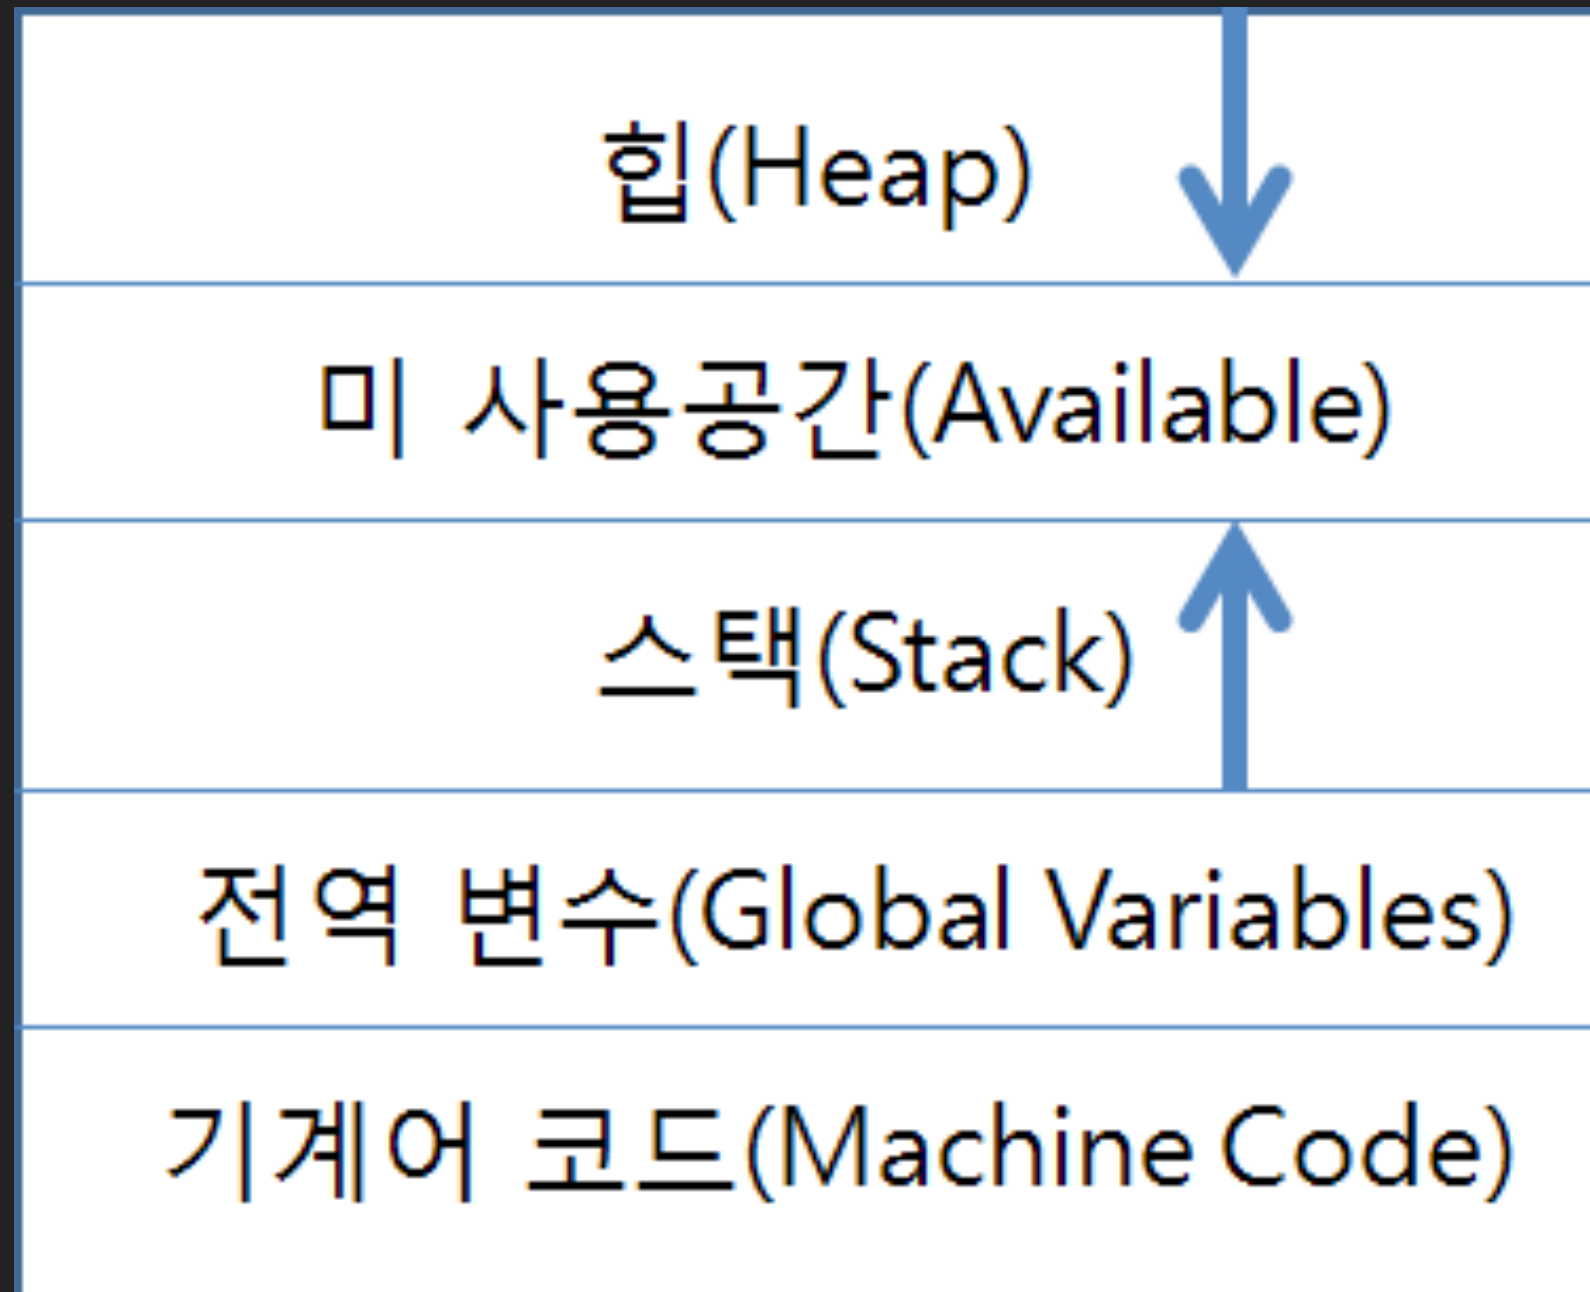 힙(Heap)
미 사용공간(Available)
스택(Stack)
전역 변수(Global Variables)
기계어 코드(Machine Code)